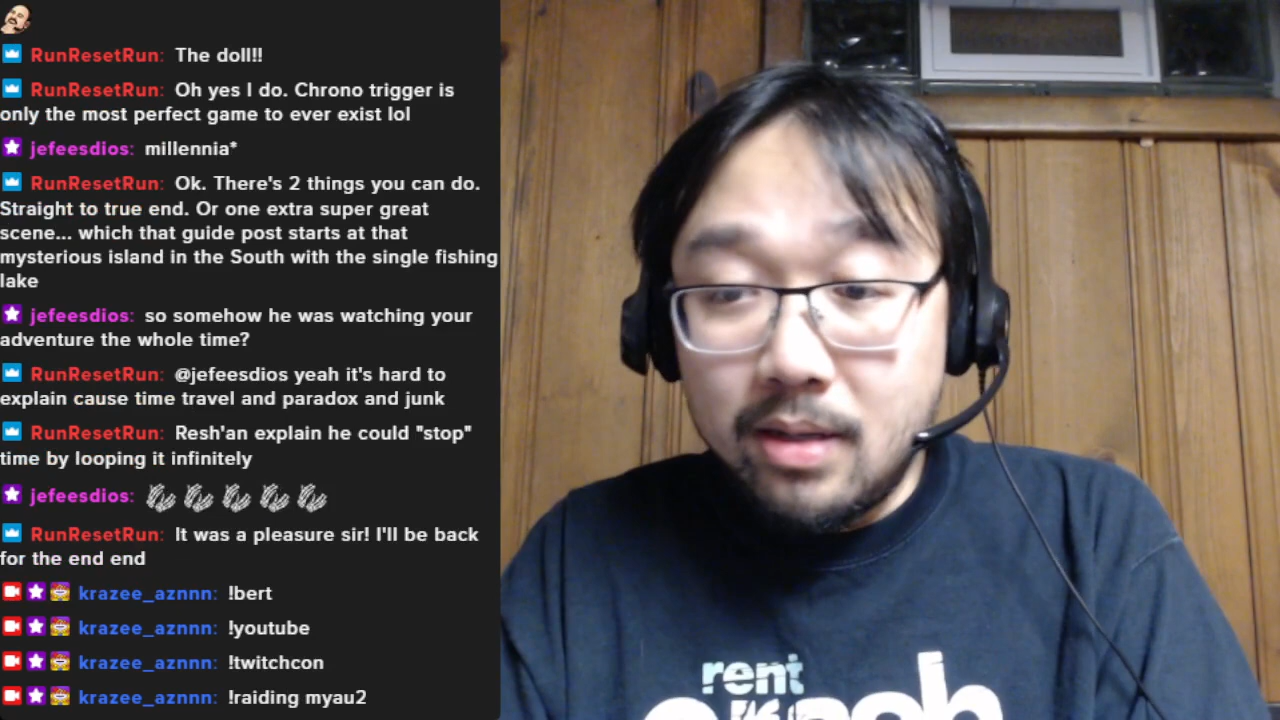 RunResetRun: The doll!!
RunResetRun: Oh yes I do. Chrono trigger is
only the most perfect game to ever exist lol
jefeesdios: millennia*
RunResetRun: Ok. There's 2 things you can do.
Straight to true end. Or one extra super great
scene... which that guide post starts at that
mysterious island in the South with the single fishing
lake
jefeesdios: so somehow he was watching your
adventure the whole time?
RunResetRun: @jefeesdios yeah it's hard to
explain cause time travel and paradox and junk
RunResetRun: Resh'an explain he could "stop"
time by looping it infinitely
jefeesdios:
RunResetRun: It was a pleasure sir! I'll be back
for the end end
krazee_aznnn: !bert
krazee_aznnn: !youtube
krazee_aznnn: !twitchcon
krazee_aznnn: !raiding myau2
rent